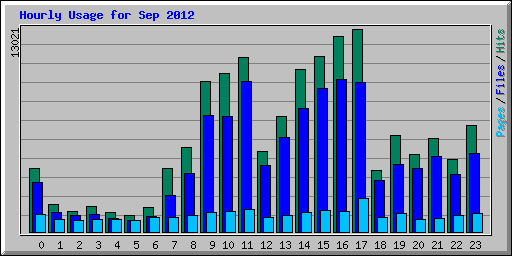 Hourly Usage for Sep 2012
13021
Pages/Files/Hits
0 1 2 3 4 5 6 7 8 9 10 11 12 13 14 15 16 17 18 19 20 21 22 23